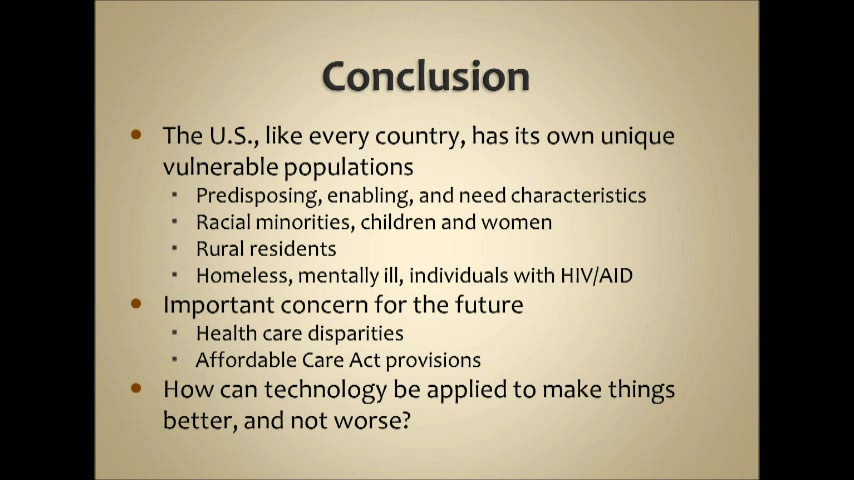 Conclusion
The U.S., like every country, has its own unique
vulnerable populations
Predisposing, enabling, and need characteristics
Racial minorities, children and women
Rural residents
Homeless, mentally ill, individuals with HIV/AID
Important concern for the future
Health care disparities
Affordable Care Act provisions
How can technology be applied to make things
better, and not worse?